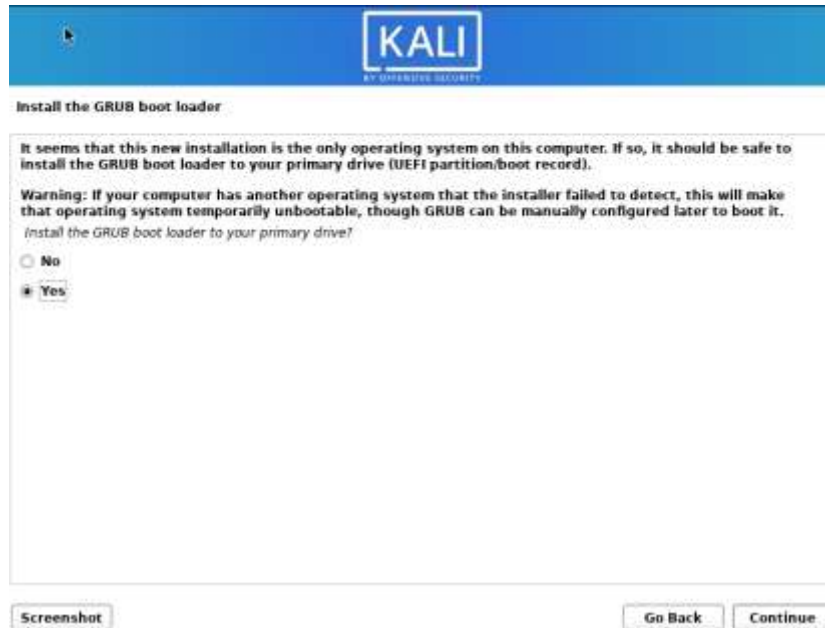 KALI
BY OFFENSIVE SECURITY
Install the GRUB boot loader
It seems that this new installation is the only operating system on this computer. If so, it should be safe to
install the GRUB boot loader to your primary drive (UEFI partition/boot record).
Warning: If your computer has another operating system that the installer failed to detect, this will make
that operating system temporarily unbootable, though GRUB can be manually configured later to boot it.
Install the GRUB boot loader to your primary drive?
No
Yes
Screenshot
Go Back
Continue